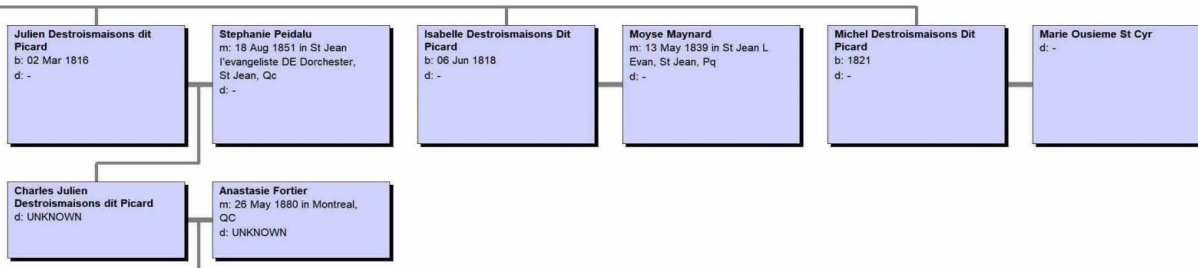 Julien Destroismaisons dit
Picard
b: 02 Mar 1816
d: -
Stephanie Peidalu
m: 18 Aug 1851 in St Jean
l'evangeliste DE Dorchester,
St Jean, Qc
d: -
Isabelle Destroismaisons Dit
Picard
b: 06 Jun 1818
d: -
Moyse Maynard
m: 13 May 1839 in St Jean L
Evan, St Jean, Pq
d: -
Michel Destroismaisons Dit
Picard
b: 1821
d: -
Marie Ousieme St Cyr
d: -
Charles Julien
Destroismaisons dit Picard
d: UNKNOWN
Anastasie Fortier
m: 26 May 1880 in Montreal,
QC
d: UNKNOWN